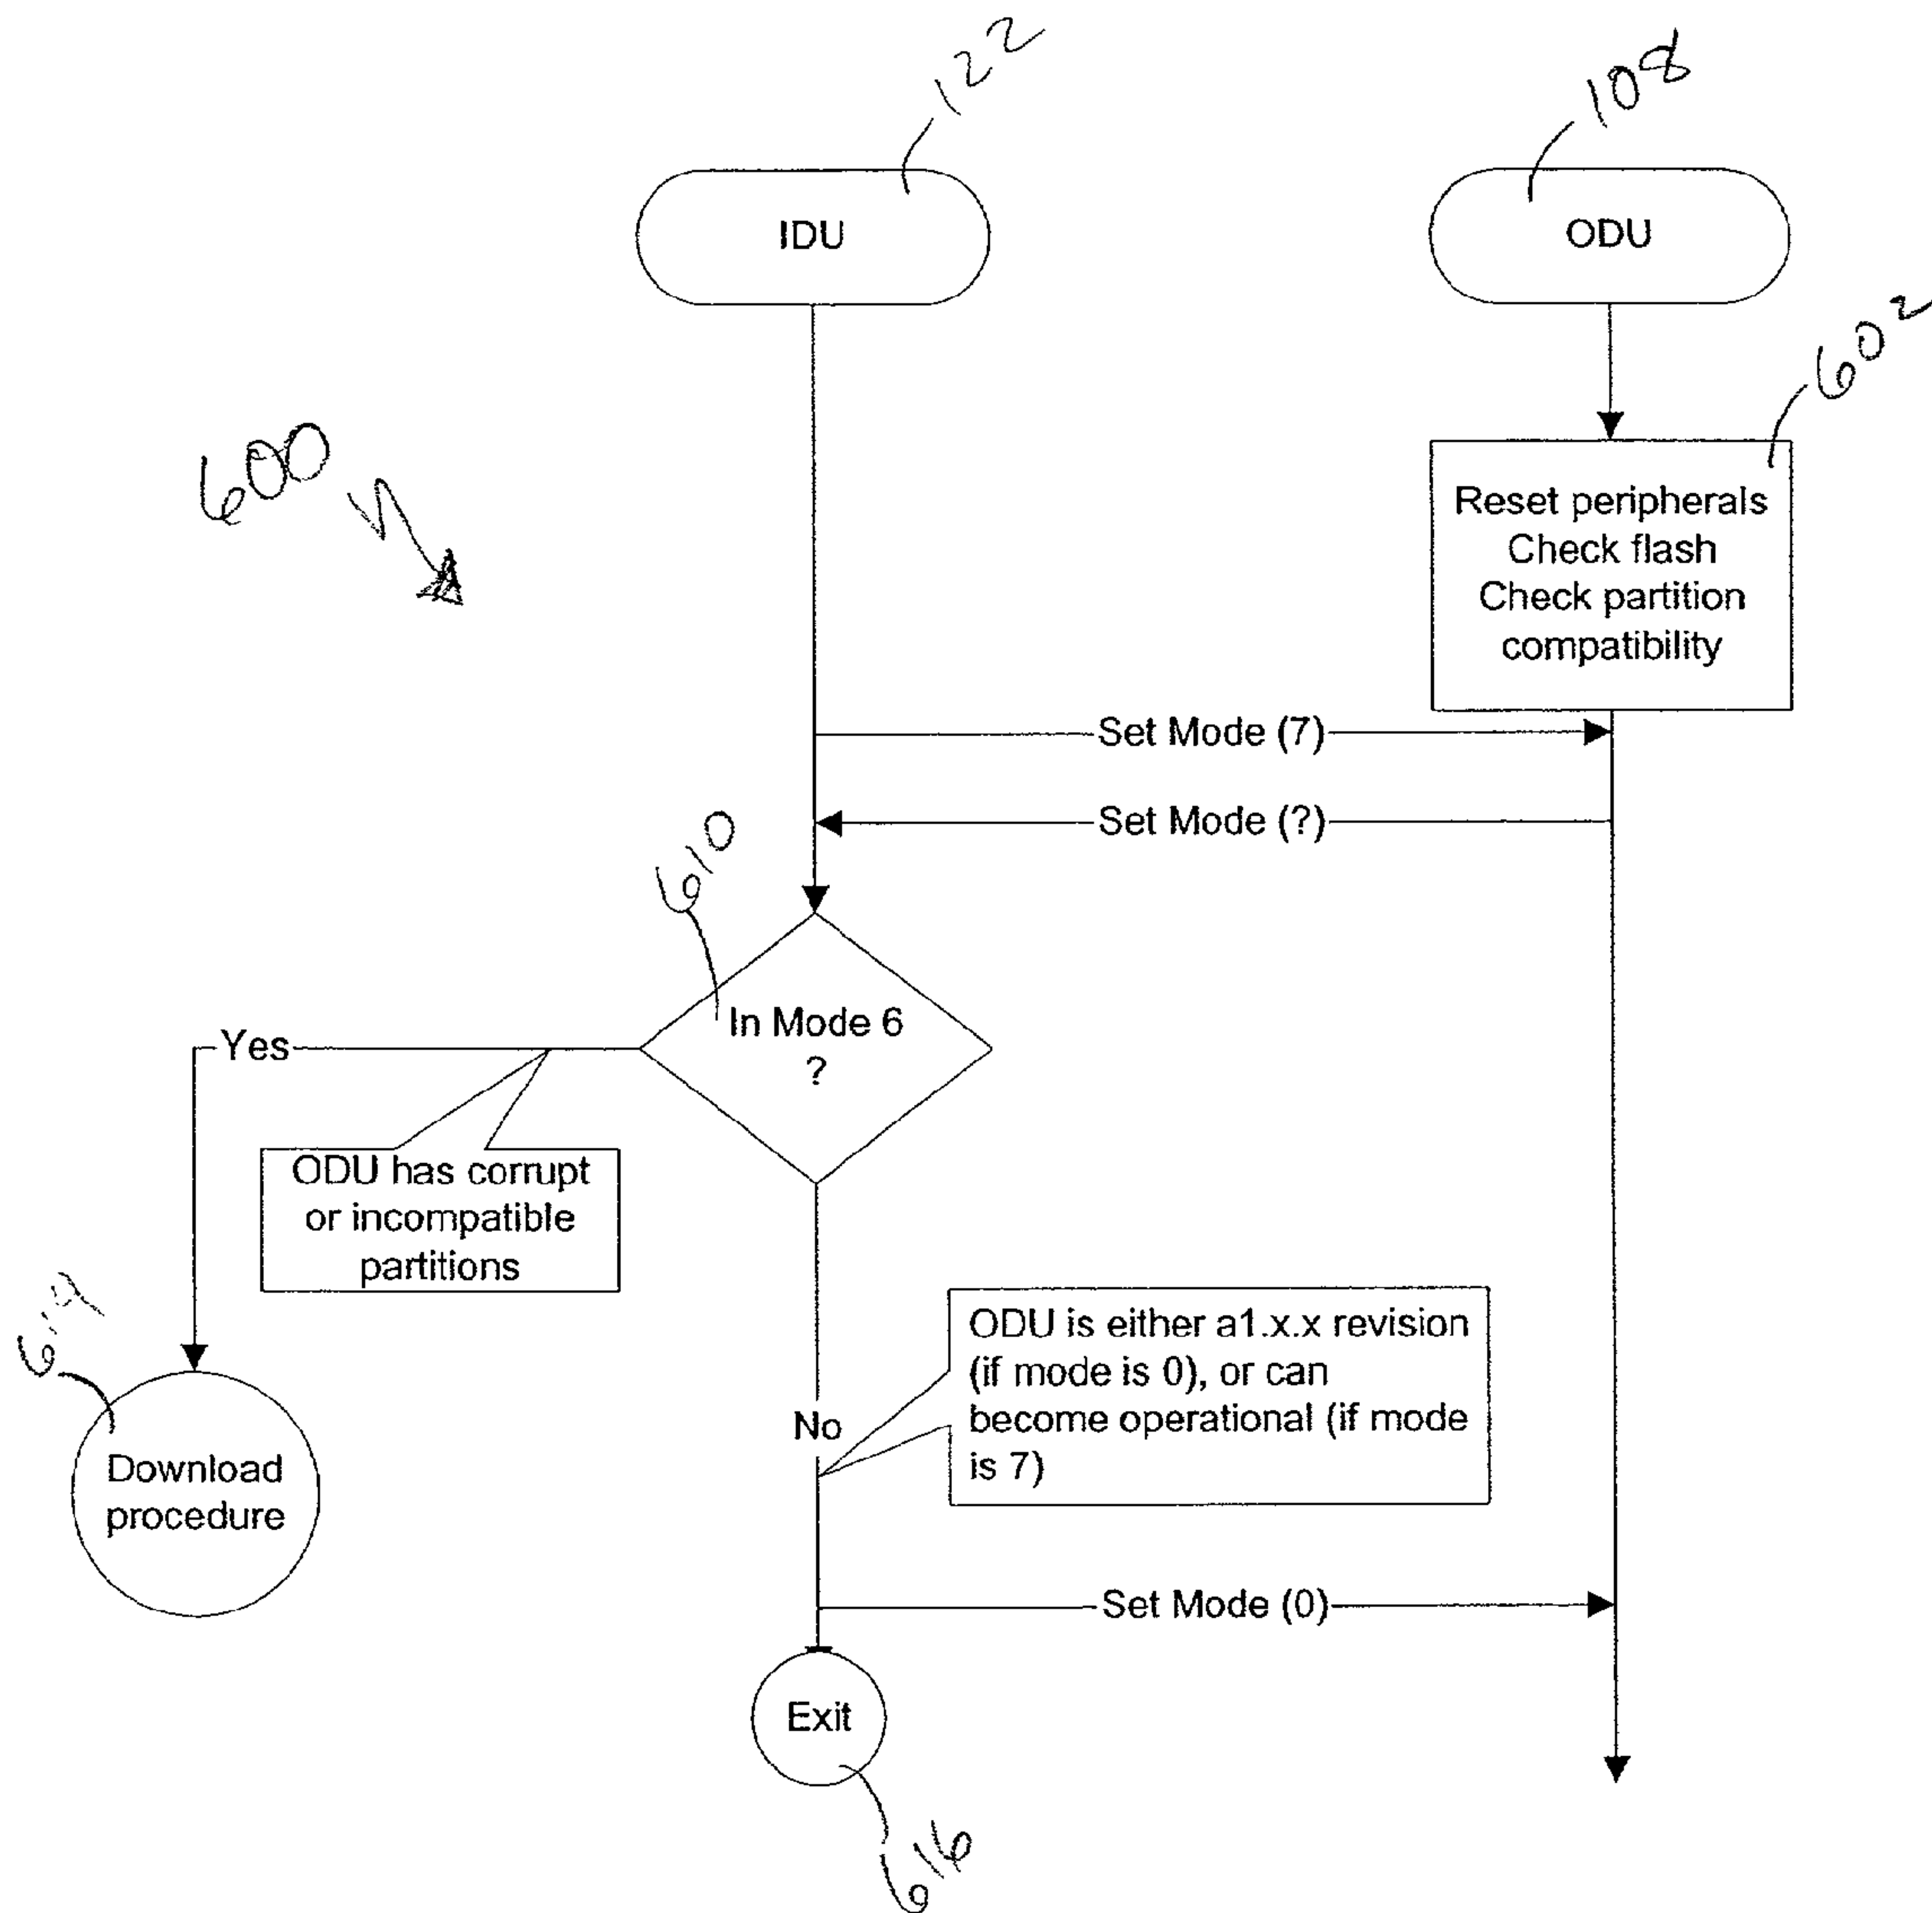 122
108
IDU
ODU
602
600
Reset peripherals
Check flash
Check partition
compatibility
Set Mode (7)
Set Mode (?)
610
In Mode 6
?
Yes
ODU has corrupt
or incompatible
partitions
614
ODU is either a1.x.x revision
(if mode is 0), or can
become operational (if mode
is 7)
No
Download
procedure
Set Mode (0)
Exit
616